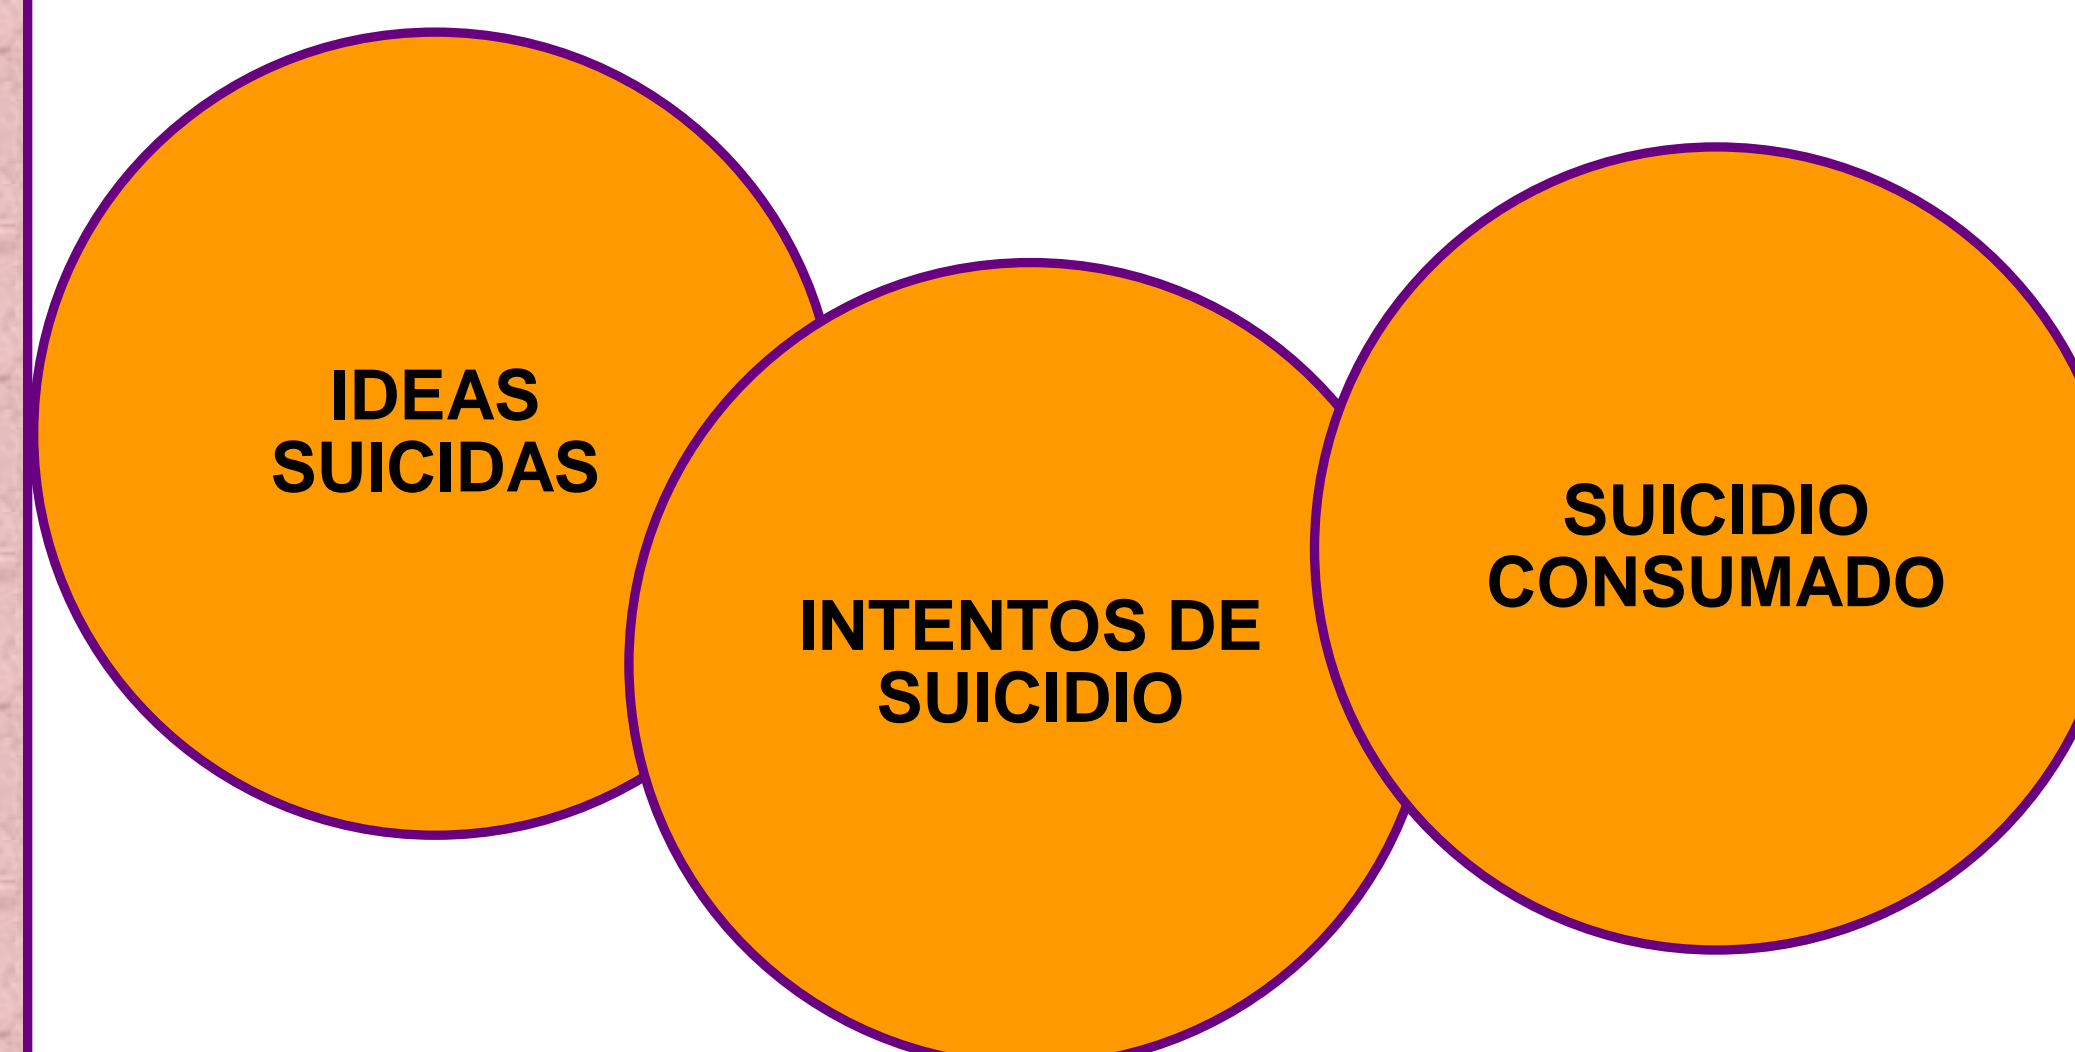 IDEAS
SUICIDAS
INTENTOS DE
SUICIDIO
SUICIDIO
CONSUMADO